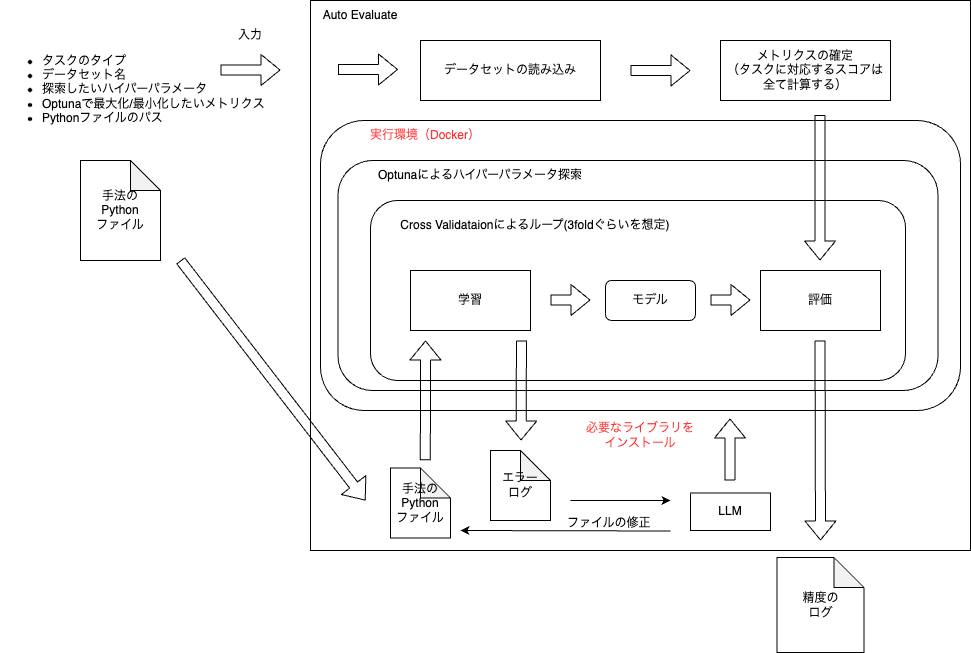 Auto Evaluate
入力
タスクのタイプ
データセット名
探索したいハイパーパラメータ
Optunaで最大化/最小化したいメトリクス
Pythonファイルのパス
データセットの読み込み
メトリクスの確定
（タスクに対応するスコアは
全て計算する）
実行環境（Docker）
Optunaによるハイパーパラメータ探索
手法の
Python
ファイル
Cross Validataionによるループ(3foldぐらいを想定)
学習
モデル
評価
必要なライブラリを
インストール
手法の
Python
ファイル
エラー
ログ
LLM
ファイルの修正
精度の
ログ